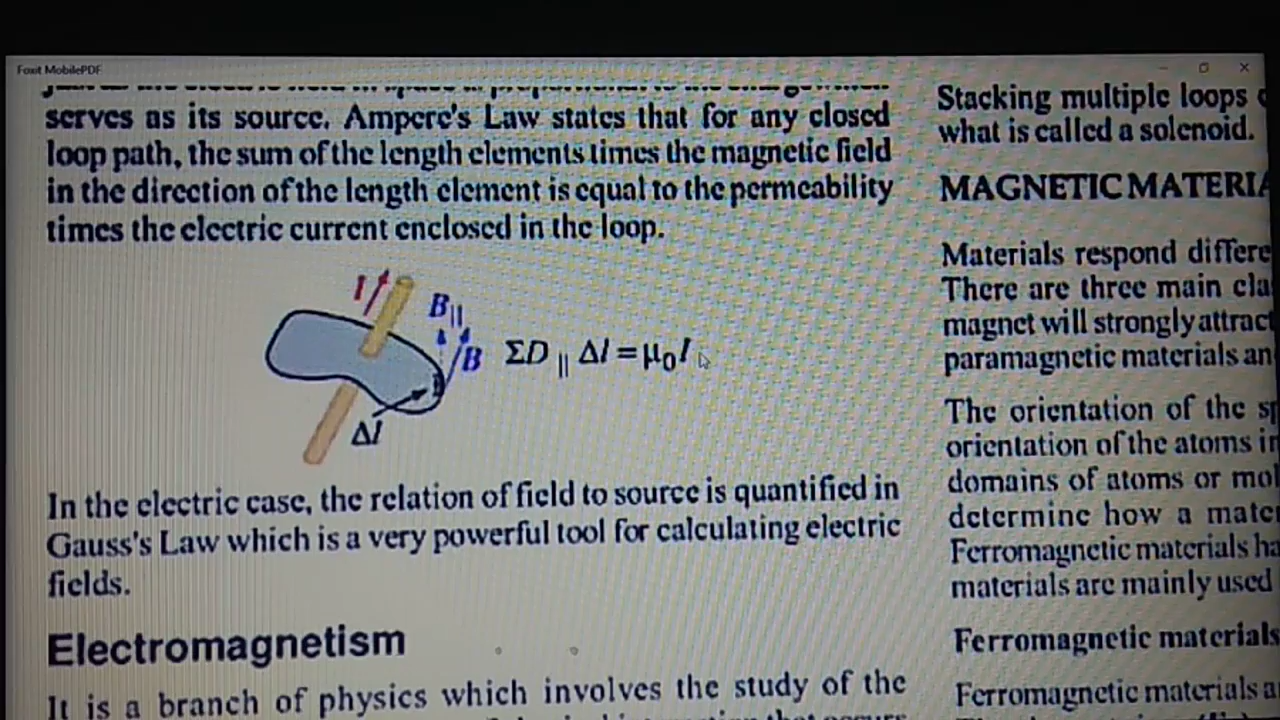 Foxit MobilePDF
serves as its source. Ampere's Law states that for any closed
loop path, the sum of the length elements times the magnetic field
in the direction of the length element is equal to the permeability
times the electric current enclosed in the loop.
I
B||
B
Δl
ΣD || Δl = μ0I
In the electric case, the relation of field to source is quantified in
Gauss's Law which is a very powerful tool for calculating electric
fields.
Electromagnetism
It is a branch of physics which involves the study of the
Stacking multiple loops
what is called a solenoid.
MAGNETIC MATERIA
Materials respond differe
There are three main cla
magnet will strongly attract
paramagnetic materials an
The orientation of the sp
orientation of the atoms in
domains of atoms or mol
determine how a mater
Ferromagnetic materials ha
materials are mainly used
Ferromagnetic materials
Ferromagnetic materials a